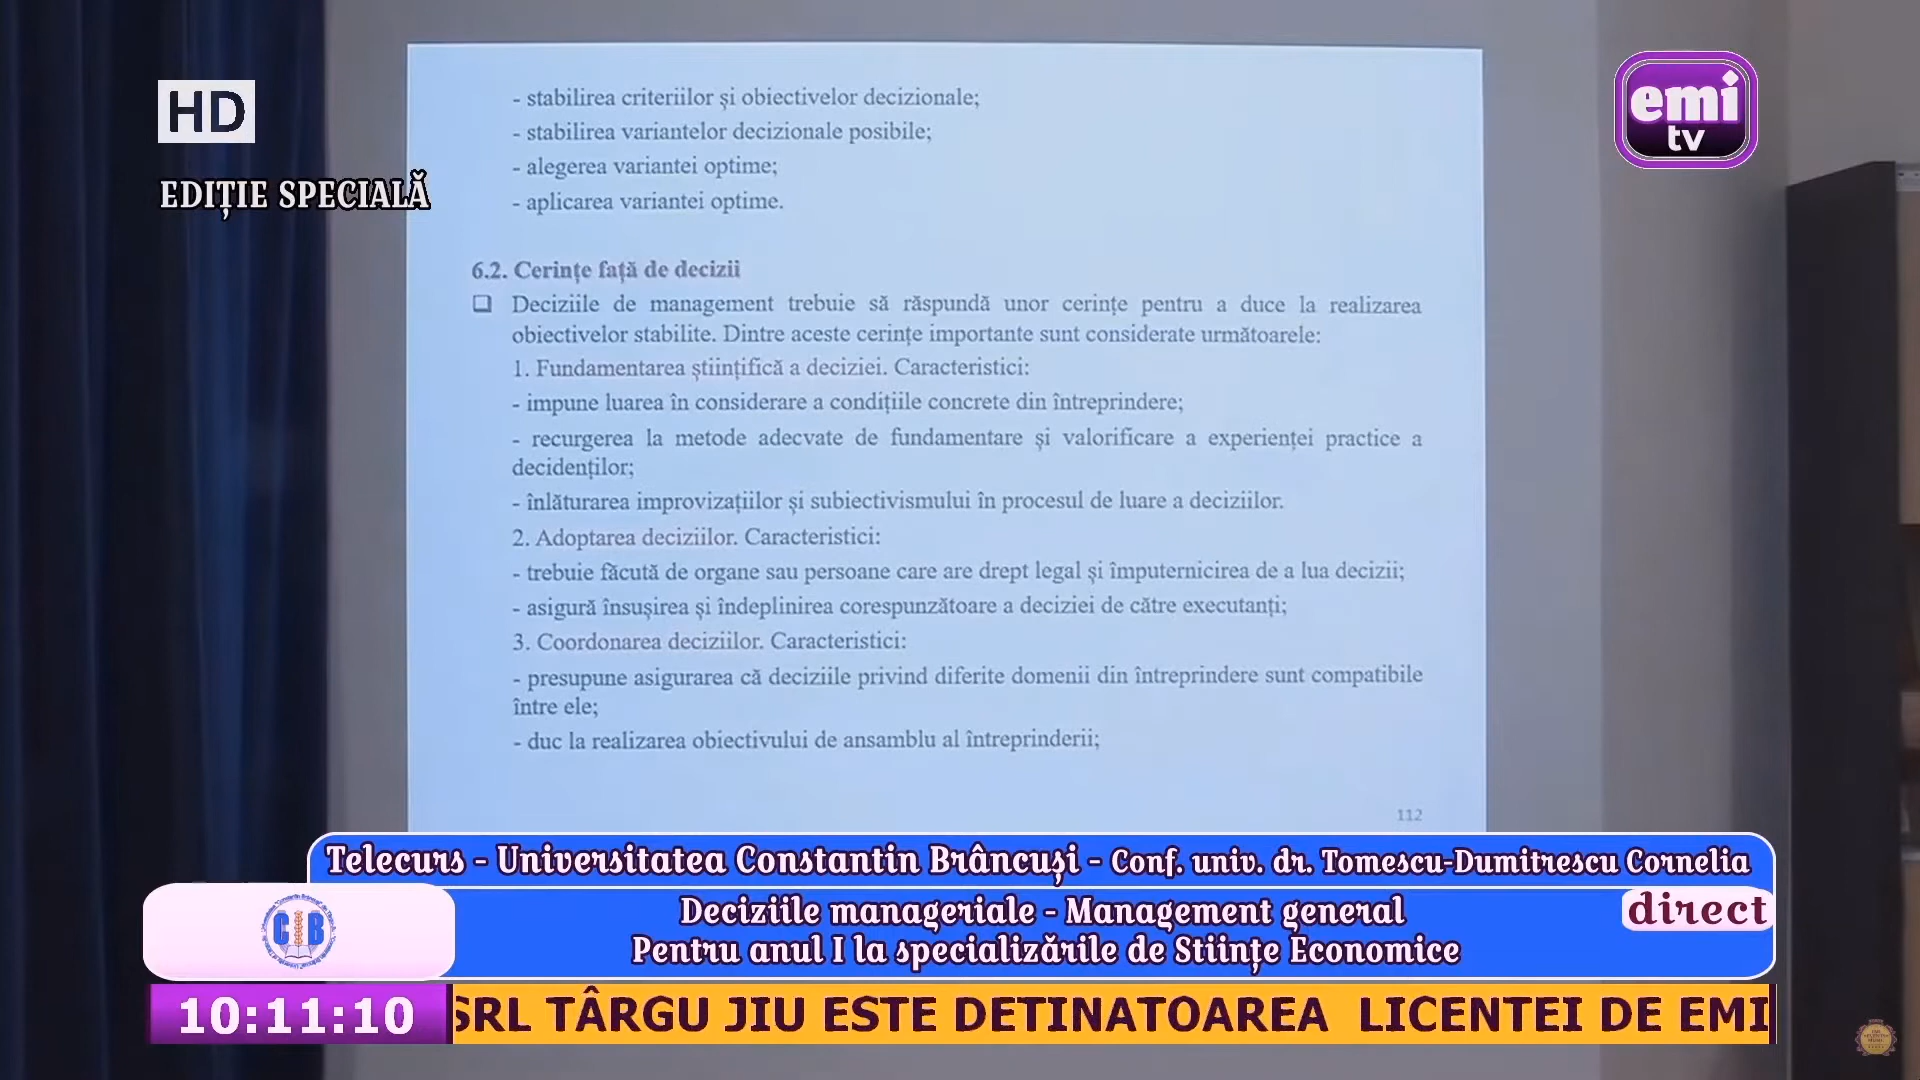 HD
EDIȚIE SPECIALĂ
emi
tv
- stabilirea criteriilor și obiectivelor decizionale;
- stabilirea variantelor decizionale posibile;
- alegerea variantei optime;
- aplicarea variantei optime.
6.2. Cerințe față de decizii
❑ Deciziile de management trebuie să răspundă unor cerințe pentru a duce la realizarea
obiectivelor stabilite. Dintre aceste cerințe importante sunt considerate următoarele:
1. Fundamentarea științifică a deciziei. Caracteristici:
- impune luarea în considerare a condițiile concrete din întreprindere;
- recurgerea la metode adecvate de fundamentare și valorificare a experienței practice a
decidenților;
- înlăturarea improvizațiilor și subiectivismului în procesul de luare a deciziilor.
2. Adoptarea deciziilor. Caracteristici:
- trebuie făcută de organe sau persoane care are drept legal și împuternicirea de a lua decizii;
- asigură însușirea și îndeplinirea corespunzătoare a deciziei de către executanți;
3. Coordonarea deciziilor. Caracteristici:
- presupune asigurarea că deciziile privind diferite domenii din întreprindere sunt compatibile
între ele;
- duc la realizarea obiectivului de ansamblu al întreprinderii;
112
Telecurs - Universitatea Constantin Brâncuși - Conf. univ. dr. Tomescu-Dumitrescu Cornelia
Deciziile manageriale - Management general
direct
Pentru anul I la specializările de Stiințe Economice
CIB
10:11:10
SRL TÂRGU JIU ESTE DETINATOAREA LICENTEI DE EMI